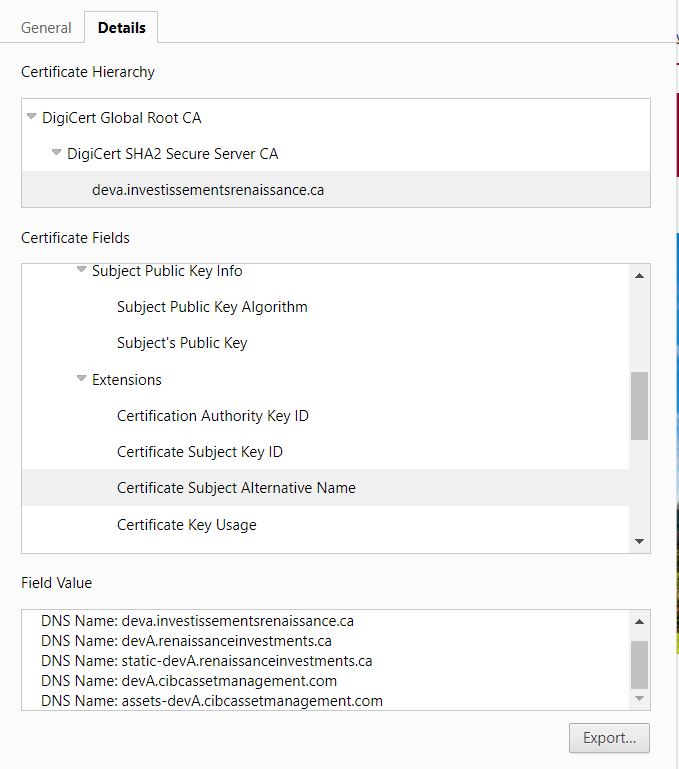 General
Details
Certificate Hierarchy
DigiCert Global Root CA
DigiCert SHA2 Secure Server CA
deva.investissementsrenaissance.ca
Certificate Fields
Subject Public Key Info
Subject Public Key Algorithm
Subject's Public Key
Extensions
Certification Authority Key ID
Certificate Subject Key ID
Certificate Subject Alternative Name
Certificate Key Usage
Field Value
DNS Name: deva.investissementsrenaissance.ca
DNS Name: devA.renaissanceinvestments.ca
DNS Name: static-devA.renaissanceinvestments.ca
DNS Name: devA.cibcassetmanagement.com
DNS Name: assets-devA.cibcassetmanagement.com
Export...